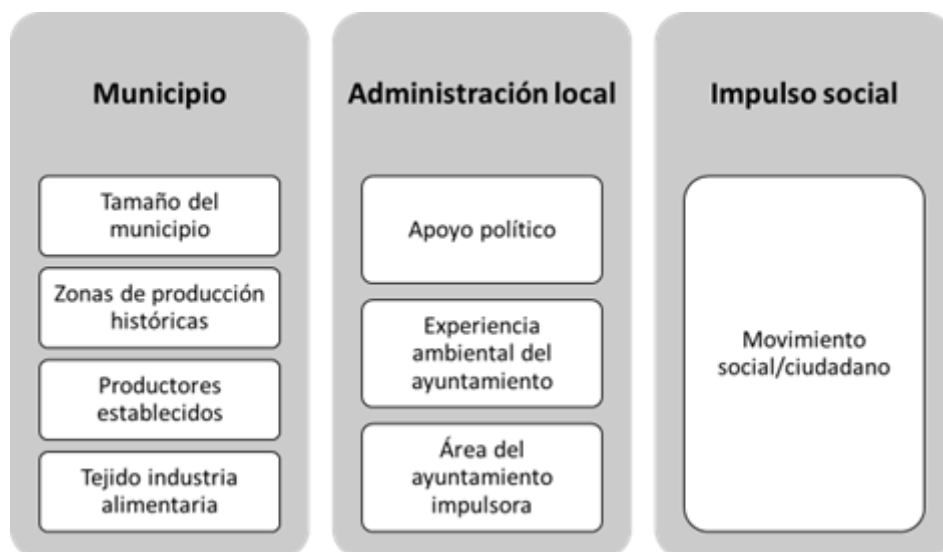 Municipio
Tamaño del
municipio
Zonas de producción
históricas
Productores
establecidos
Tejido industria
alimentaria
Administración local
Apoyo político
Experiencia
ambiental del
ayuntamiento
Área del
ayuntamiento
impulsora
Impulso social
Movimiento
social/ciudadano